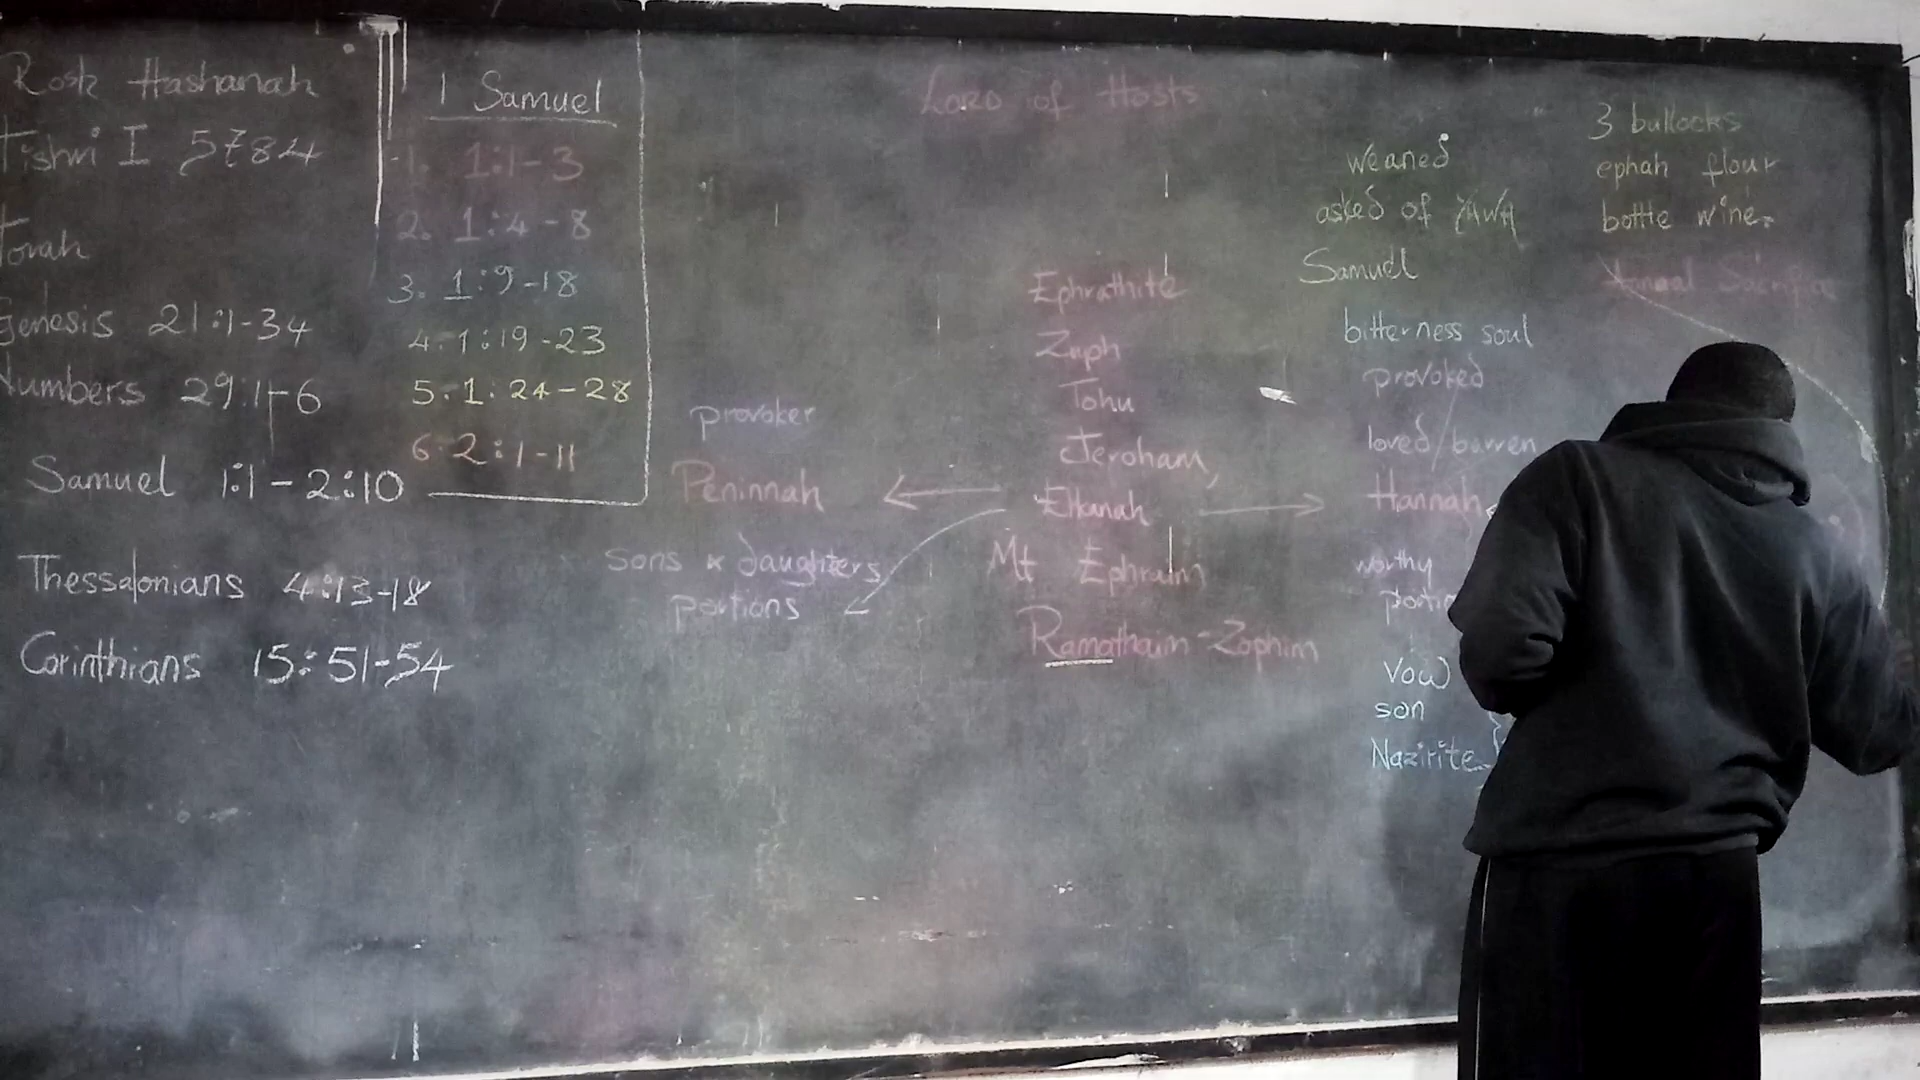 Rosh Hashanah
Tishri I 5784
Torah
Genesis 21:1-34
Numbers 29:1-6
Samuel 1:1-2:10
Thessalonians 4:13-18
Corinthians 15:51-54
1 Samuel
1. 1:1-3
2. 1:4-8
3. 1:9-18
4. 1:19-23
5. 1:24-28
6. 2:1-11
Lord of Hosts
provoker
Peninnah
sons & daughters
portions
Ephrathite
Zuph
Tohu
Jeroham,
Elkanah
Mt Ephraim
Ramathaim-Zophim
weaned
asked of YHWH
Samuel
bitterness soul
provoked
loved/barren
Hannah
worthy
vow
son
Nazirite
3 bullocks
ephah flour
bottle wine.
Annual Sacrifice